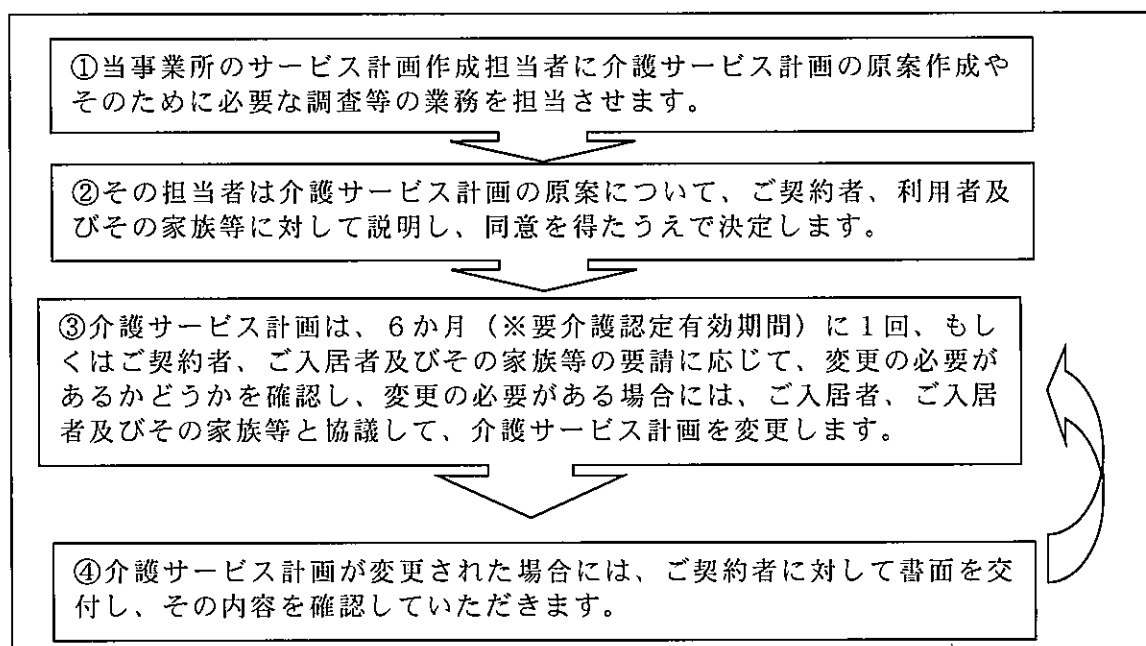 ①当事業所のサービス計画作成担当者に介護サービス計画の原案作成や
そのために必要な調査等の業務を担当させます。
②その担当者は介護サービス計画の原案について、ご契約者、利用者及
びその家族等に対して説明し、同意を得たうえで決定します。
③介護サービス計画は、6か月（※要介護認定有効期間）に1回、もし
くはご契約者、ご入居者及びその家族等の要請に応じて、変更の必要が
あるかどうかを確認し、変更の必要がある場合には、ご入居者、ご入居
者及びその家族等と協議して、介護サービス計画を変更します。
④介護サービス計画が変更された場合には、ご契約者に対して書面を交
付し、その内容を確認していただきます。